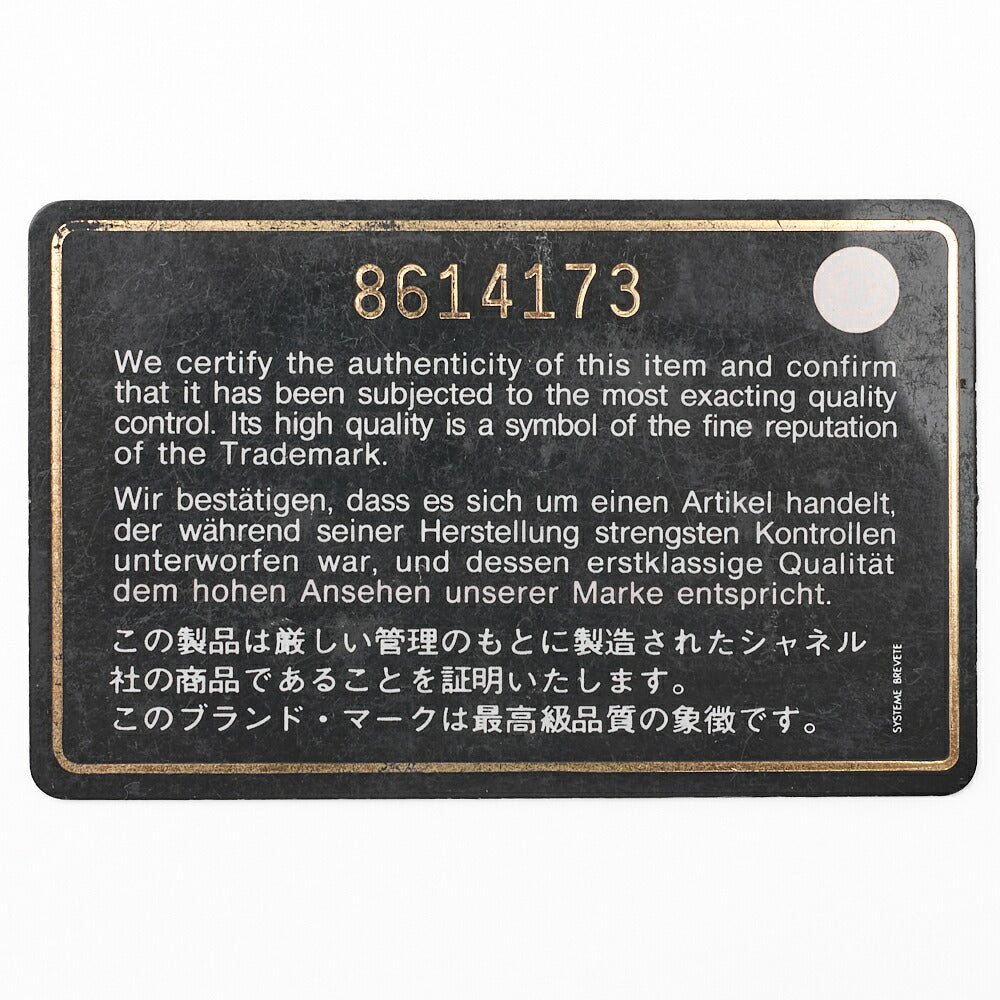 8614173
We certify the authenticity of this item and confirm
that it has been subjected to the most exacting quality
control. Its high quality is a symbol of the fine reputation
of the Trademark.
Wir bestätigen, dass es sich um einen Artikel handelt,
der während seiner Herstellung strengsten Kontrollen
unterworfen war, und dessen erstklassige Qualität
dem hohen Ansehen unserer Marke entspricht.
この製品は厳しい管理のもとに製造されたシャネル
社の商品であることを証明いたします。
このブランド・マークは最高級品質の象徴です。
SYSTEME BREVETE